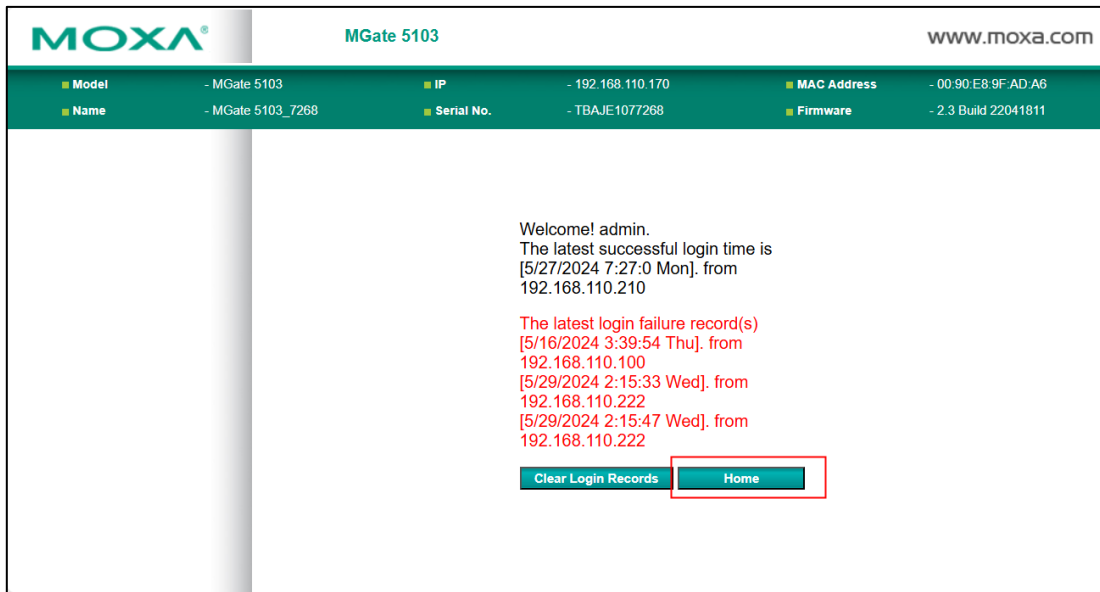 MOXA® MGate 5103 www.moxa.com
Model - MGate 5103 IP - 192.168.110.170 MAC Address - 00:90:E8:9F:AD:A6
Name - MGate 5103_7268 Serial No. - TBAJE1077268 Firmware - 2.3 Build 22041811
Welcome! admin.
The latest successful login time is
[5/27/2024 7:27:0 Mon]. from
192.168.110.210
The latest login failure record(s)
[5/16/2024 3:39:54 Thu]. from
192.168.110.100
[5/29/2024 2:15:33 Wed]. from
192.168.110.222
[5/29/2024 2:15:47 Wed]. from
192.168.110.222
Clear Login Records Home